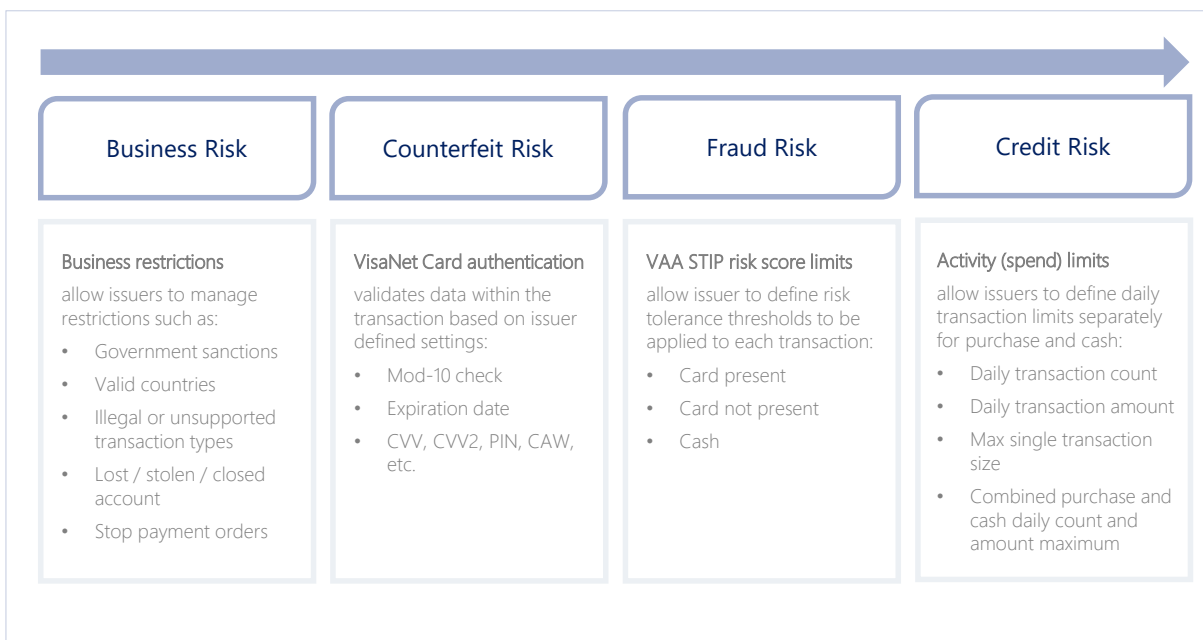 Business Risk
Counterfeit Risk
Fraud Risk
Credit Risk
Business restrictions
allow issuers to manage
restrictions such as:
• Government sanctions
• Valid countries
• Illegal or unsupported
transaction types
• Lost / stolen / closed
account
• Stop payment orders
VisaNet Card authentication
validates data within the
transaction based on issuer
defined settings:
• Mod-10 check
• Expiration date
• CVV, CVV2, PIN, CAW,
etc.
VAA STIP risk score limits
allow issuer to define risk
tolerance thresholds to be
applied to each transaction:
• Card present
• Card not present
• Cash
Activity (spend) limits
allow issuers to define daily
transaction limits separately
for purchase and cash:
• Daily transaction count
• Daily transaction amount
• Max single transaction
size
• Combined purchase and
cash daily count and
amount maximum